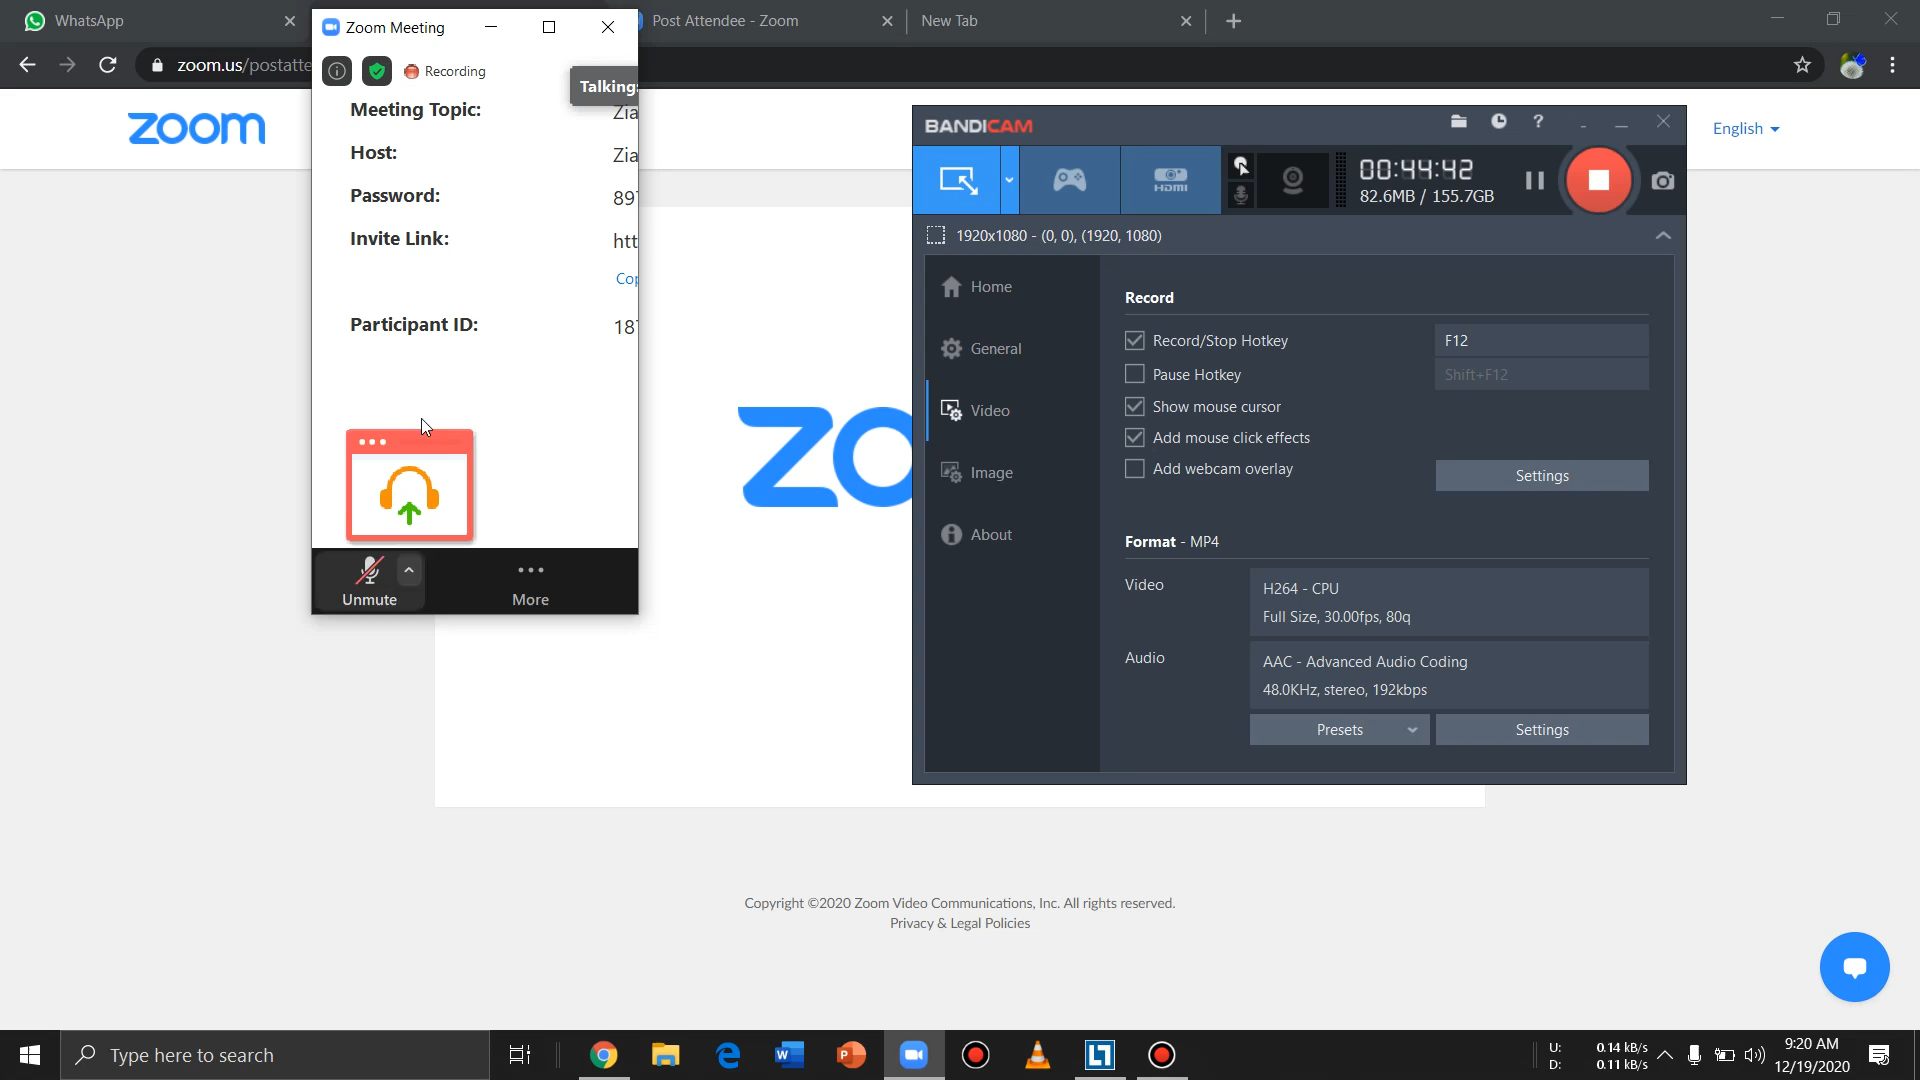 WhatsApp
Zoom Meeting
Post Attendee - Zoom
New Tab
zoom.us/postatte
Recording
Talking:
Meeting Topic:
Zia
Host:
Zia
Password:
89
Invite Link:
htt
Cop
Participant ID:
18
Unmute
More
zoom
English
ZO
BANDICAM
HDMI
00:44:42
82.6MB / 155.7GB
1920x1080 - (0, 0), (1920, 1080)
Home
General
Video
Image
About
Record
Record/Stop Hotkey
F12
Pause Hotkey
Shift+F12
Show mouse cursor
Add mouse click effects
Add webcam overlay
Settings
Format - MP4
Video
H264 - CPU
Full Size, 30.00fps, 80q
Audio
AAC - Advanced Audio Coding
48.0KHz, stereo, 192kbps
Presets
Settings
Copyright ©2020 Zoom Video Communications, Inc. All rights reserved.
Privacy & Legal Policies
Type here to search
U: 0.14 kB/s
D: 0.11 kB/s
9:20 AM
12/19/2020